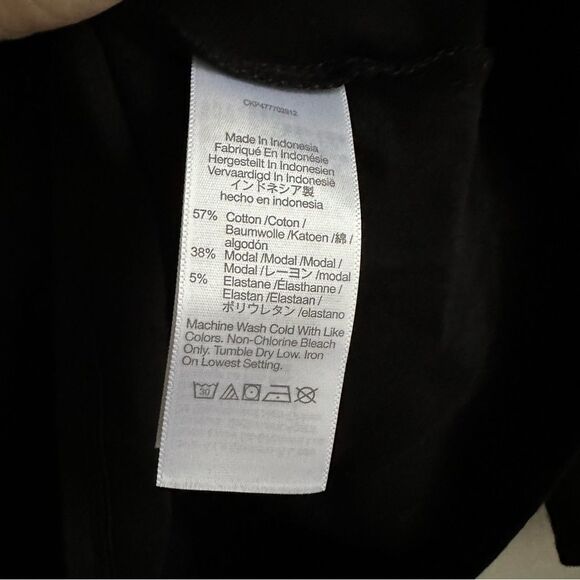 CKP477703912
Made In Indonesia
Fabriqué En Indonésie
Hergestellt In Indonesien
Vervaardigd In Indonesië
インドネシア製
hecho en indonesia
57% Cotton /Coton /
Baumwolle /Katoen /綿 /
algodón
38% Modal /Modal /Modal /
Modal /レーヨン /modal
5% Elastane /Élasthanne /
Elastan /Elastaan /
ポリウレタン /elastano
Machine Wash Cold With Like
Colors. Non-Chlorine Bleach
Only. Tumble Dry Low. Iron
On Lowest Setting.
30